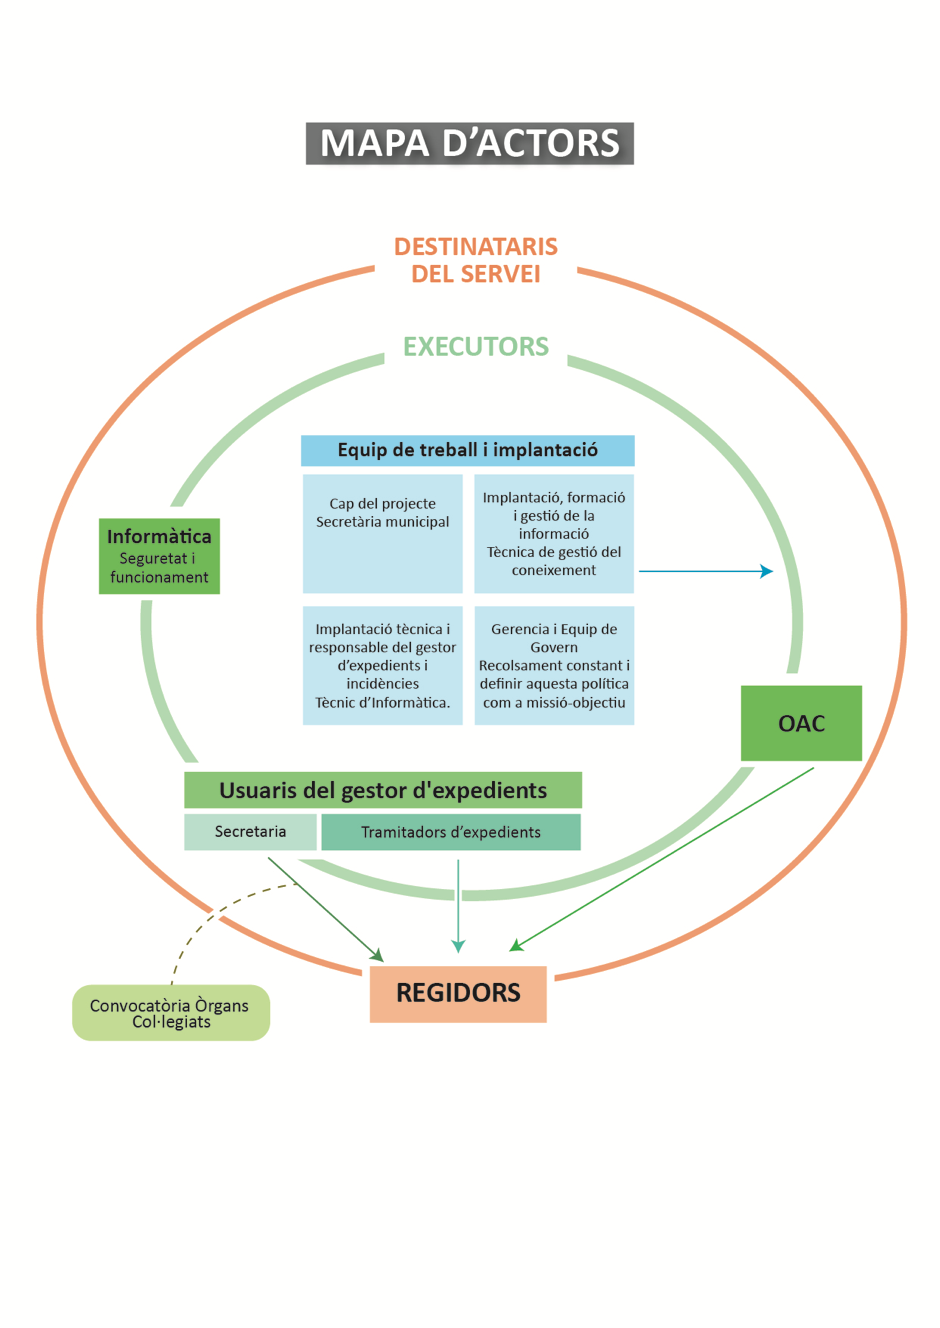 MAPA D’ACTORS
DESTINATARIS
DEL SERVEI
EXECUTORS
Equip de treball i implantació
Cap del projecte
Secretària municipal
Implantació, formació
i gestió de la
informació
Tècnica de gestió del
coneixement
Informàtica
Seguretat i
funcionament
Implantació tècnica i
responsable del gestor
d’expedients i
incidències
Tècnic d’Informàtica.
Gerencia i Equip de
Govern
Recolsament constant i
definir aquesta política
com a missió-objectiu
OAC
Usuaris del gestor d'expedients
Secretaria
Tramitadors d’expedients
REGIDORS
Convocatòria Òrgans
Col·legiats